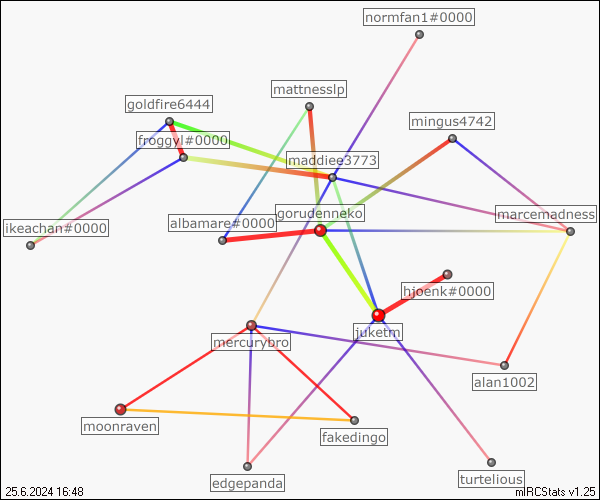 normfan1#0000
mattnesslp
goldfire6444
mingus4742
froggyl#0000
maddiee3773
gorudenneko
marcemadness
albamare#0000
ikeachan#0000
hjoenk#0000
juketm
mercurybro
alan1002
moonraven
fakedingo
edgepanda
turtelious
25.6.2024 16:48
mIRCStats v1.25